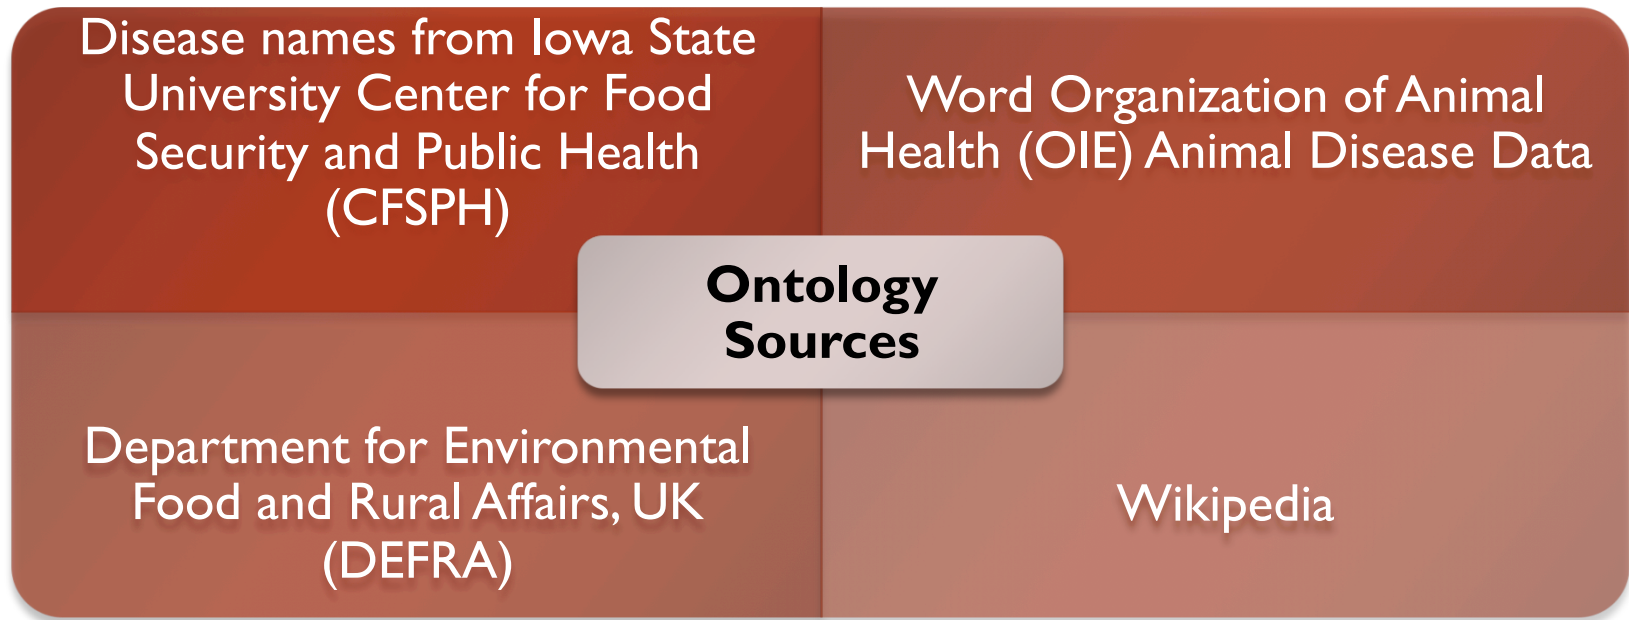 Disease names from Iowa State
University Center for Food
Security and Public Health
(CFSPH)
Word Organization of Animal
Health (OIE) Animal Disease Data
Ontology
Sources
Department for Environmental
Food and Rural Affairs, UK
(DEFRA)
Wikipedia